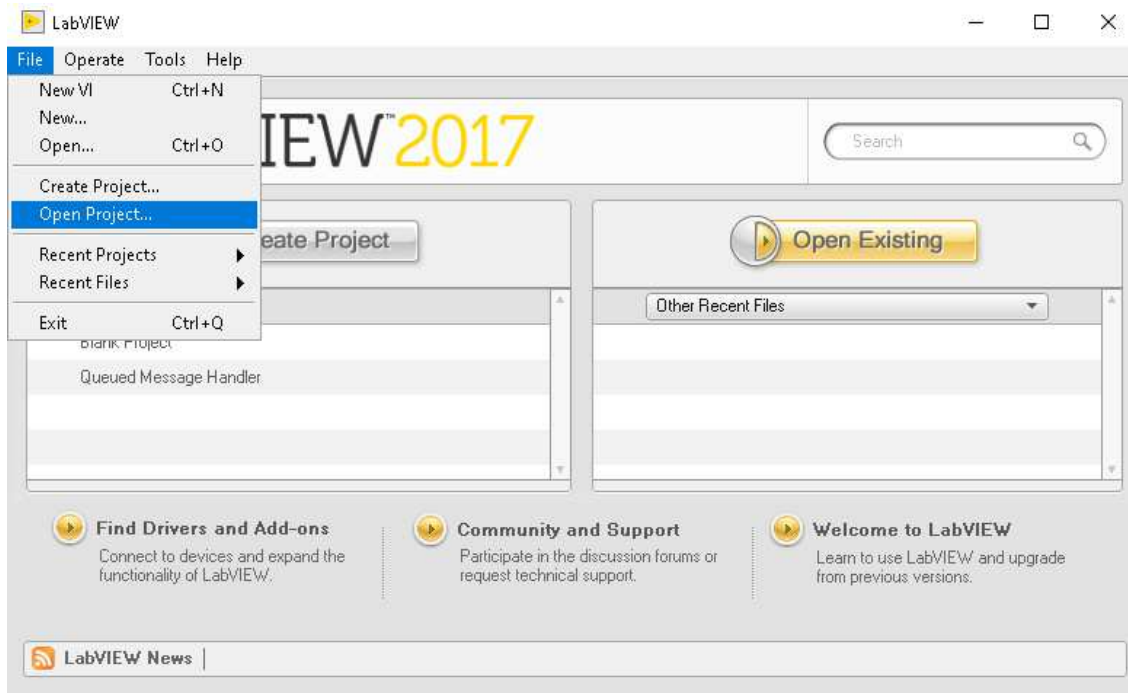 LabVIEW
File Operate Tools Help
New VI Ctrl+N
New...
Open... Ctrl+O
Create Project...
Open Project...
Recent Projects
Recent Files
Exit Ctrl+Q
IEW™ 2017
Search
eate Project
Open Existing
Other Recent Files
Blank Project
Queued Message Handler
Find Drivers and Add-ons
Connect to devices and expand the
functionality of LabVIEW.
Community and Support
Participate in the discussion forums or
request technical support.
Welcome to LabVIEW
Learn to use LabVIEW and upgrade
from previous versions.
LabVIEW News